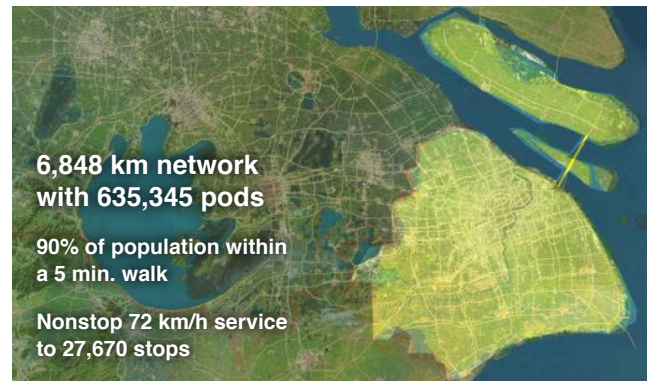 6,848 km network
with 635,345 pods
90% of population within
a 5 min. walk
Nonstop 72 km/h service
to 27,670 stops